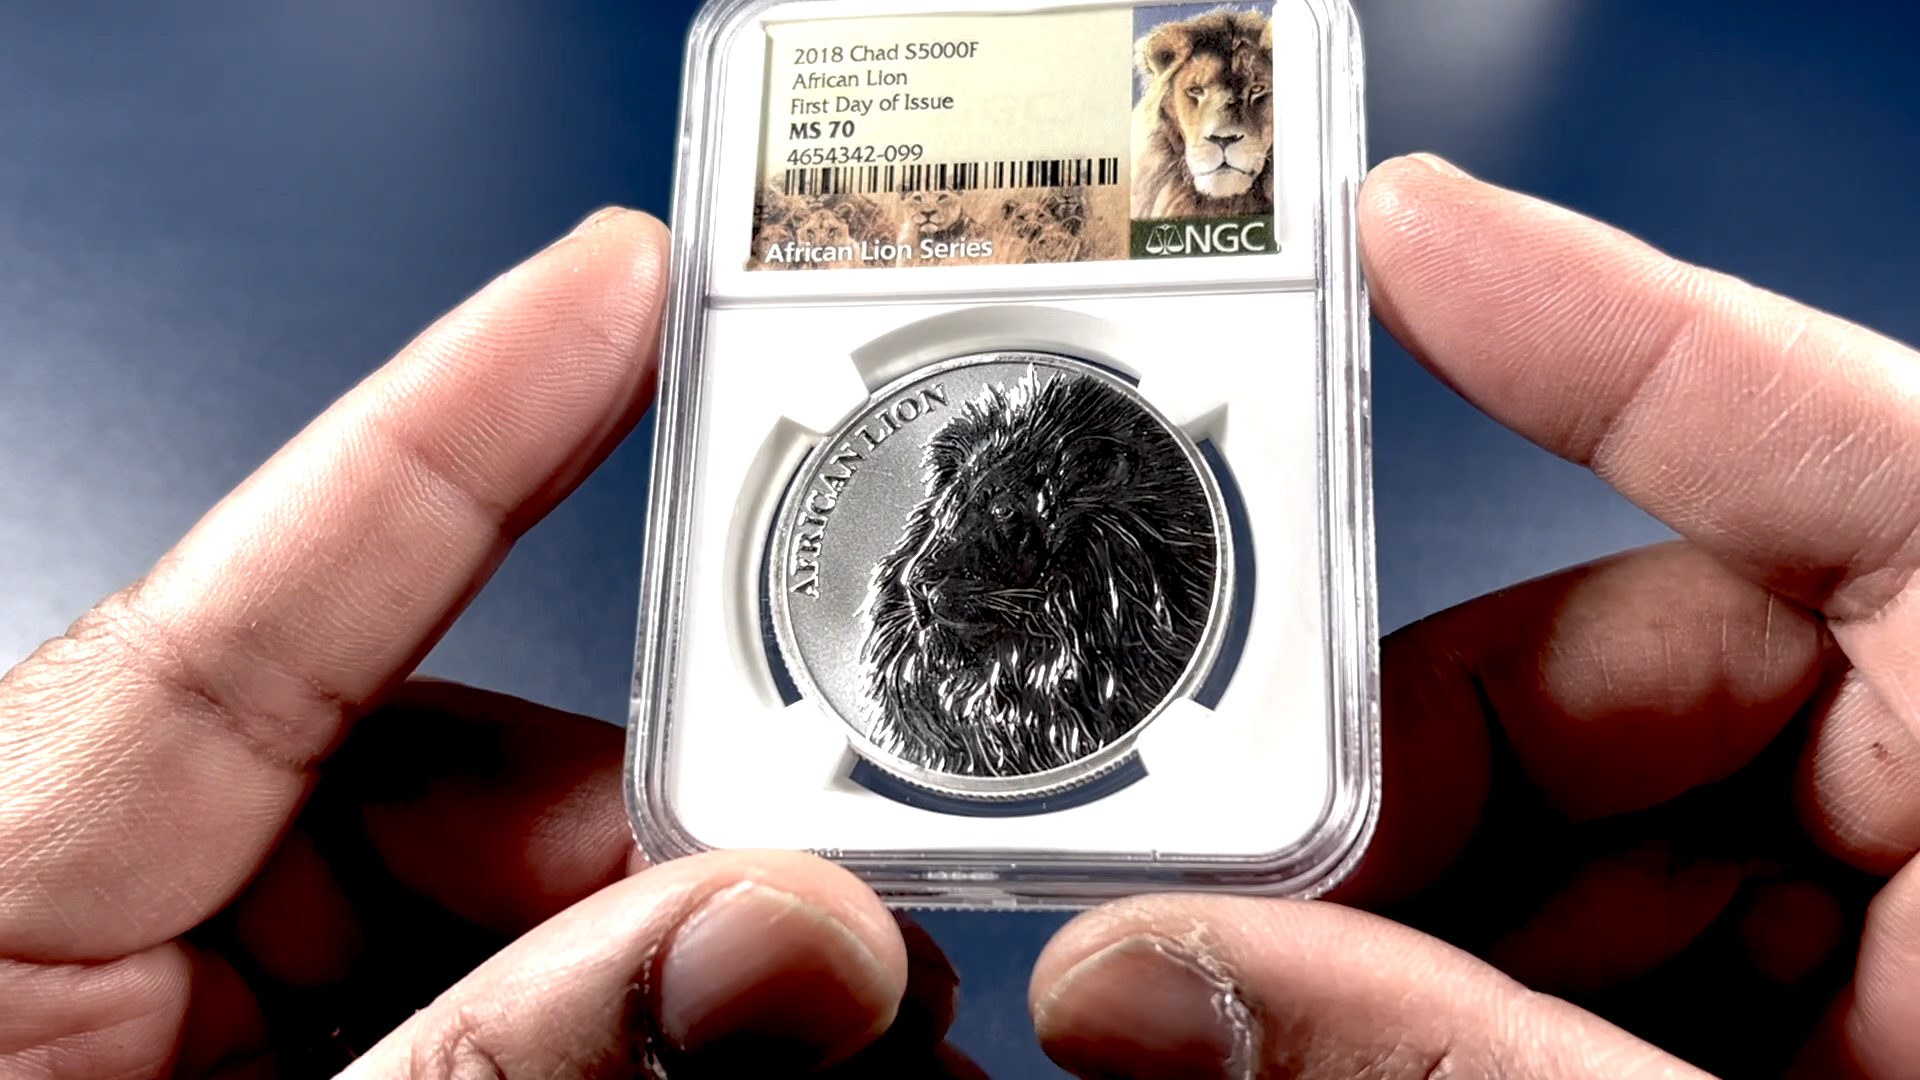 2018 Chad S5000F
African Lion
First Day of Issue
MS 70
4654342-099
African Lion Series
NGC
AFRICAN LION